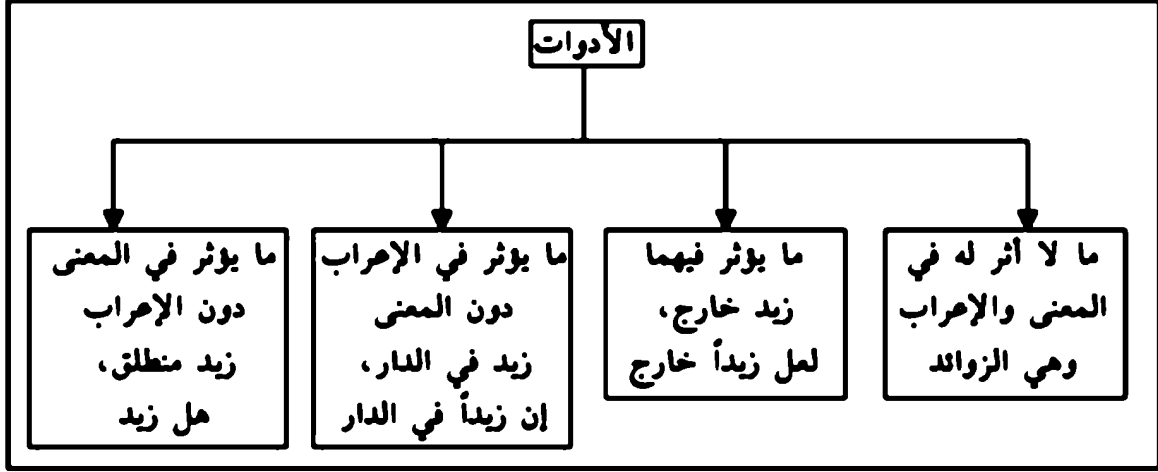 الأدوات
ما لا أثر له في
المعنى والإعراب
وهي الزوائد
ما يؤثر فيهما
زيد خارج،
لعل زيداً خارج
ما يؤثر في الإعراب
دون المعنى
زيد في الدار،
إن زيداً في الدار
ما يؤثر في المعنى
دون الإعراب
زيد منطلق،
هل زيد